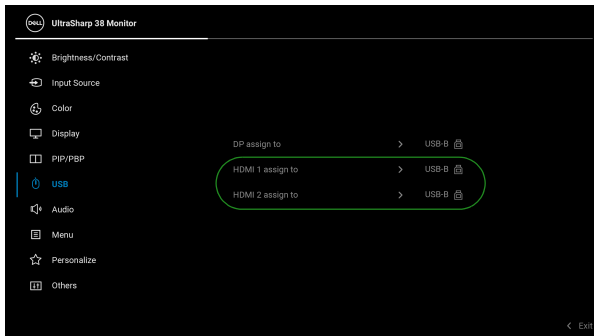 DELL UltraSharp 38 Monitor
Brightness/Contrast
Input Source
Color
Display
DP assign to > USB-B
PIP/PBP
HDMI 1 assign to > USB-B
USB
HDMI 2 assign to > USB-B
Audio
Menu
Personalize
Others
< Exit